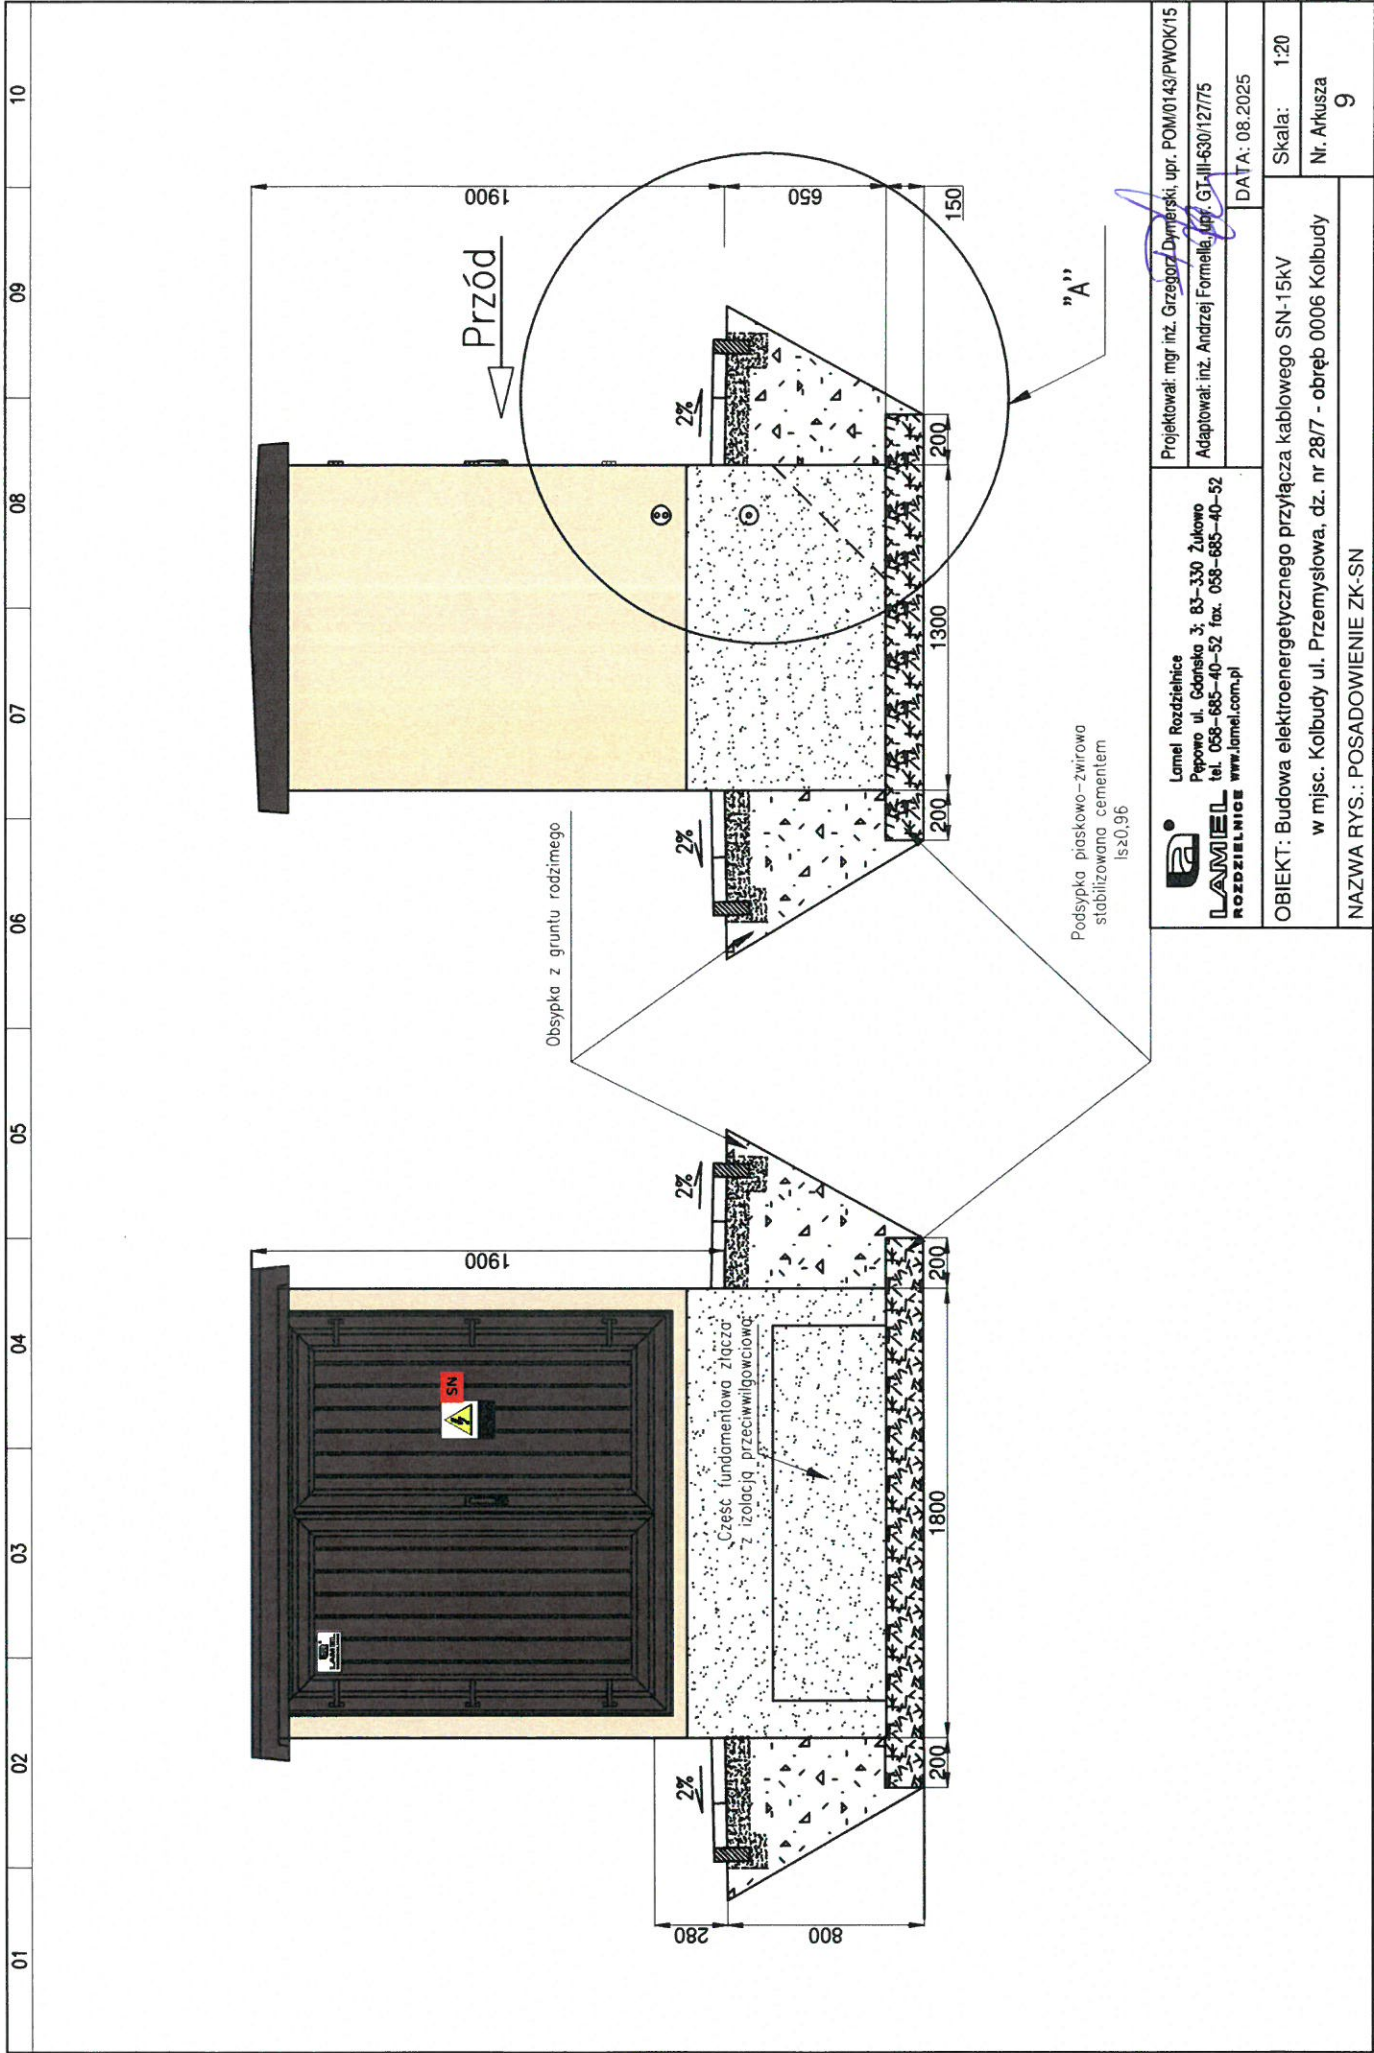 01
02
03
04
05
06
07
08
09
10
Przód
1900
1900
SN
LAMEL
2%
2%
2%
2%
280
800
650
150
Część fundamentowa złącza
z izolacją przeciwwilgowciową
Obsypka z gruntu rodzimego
200
1800
200
200
1300
200
"A"
Podsypka piaskowo-żwirowa
stabilizowana cementem
Is≥0,96
a
LAMEL
ROZDZIELNICE
Lamel Rozdzielnice
Pępowo ul. Gdańska 3; 83-330 Żukowo
tel. 058-685-40-52 fax. 058-685-40-52
www.lamel.com.pl
Projektował: mgr inż. Grzegorz Dymerski, upr. POM/0143/PWOK/15
Adaptował: inż. Andrzej Formella, upr. GT-III-630/127/75
DATA: 08.2025
OBIEKT: Budowa elektroenergetycznego przyłącza kablowego SN-15kV
w mjsc. Kolbudy ul. Przemysłowa, dz. nr 28/7 - obręb 0006 Kolbudy
Skala: 1:20
Nr. Arkusza
9
NAZWA RYS.: POSADOWIENIE ZK-SN